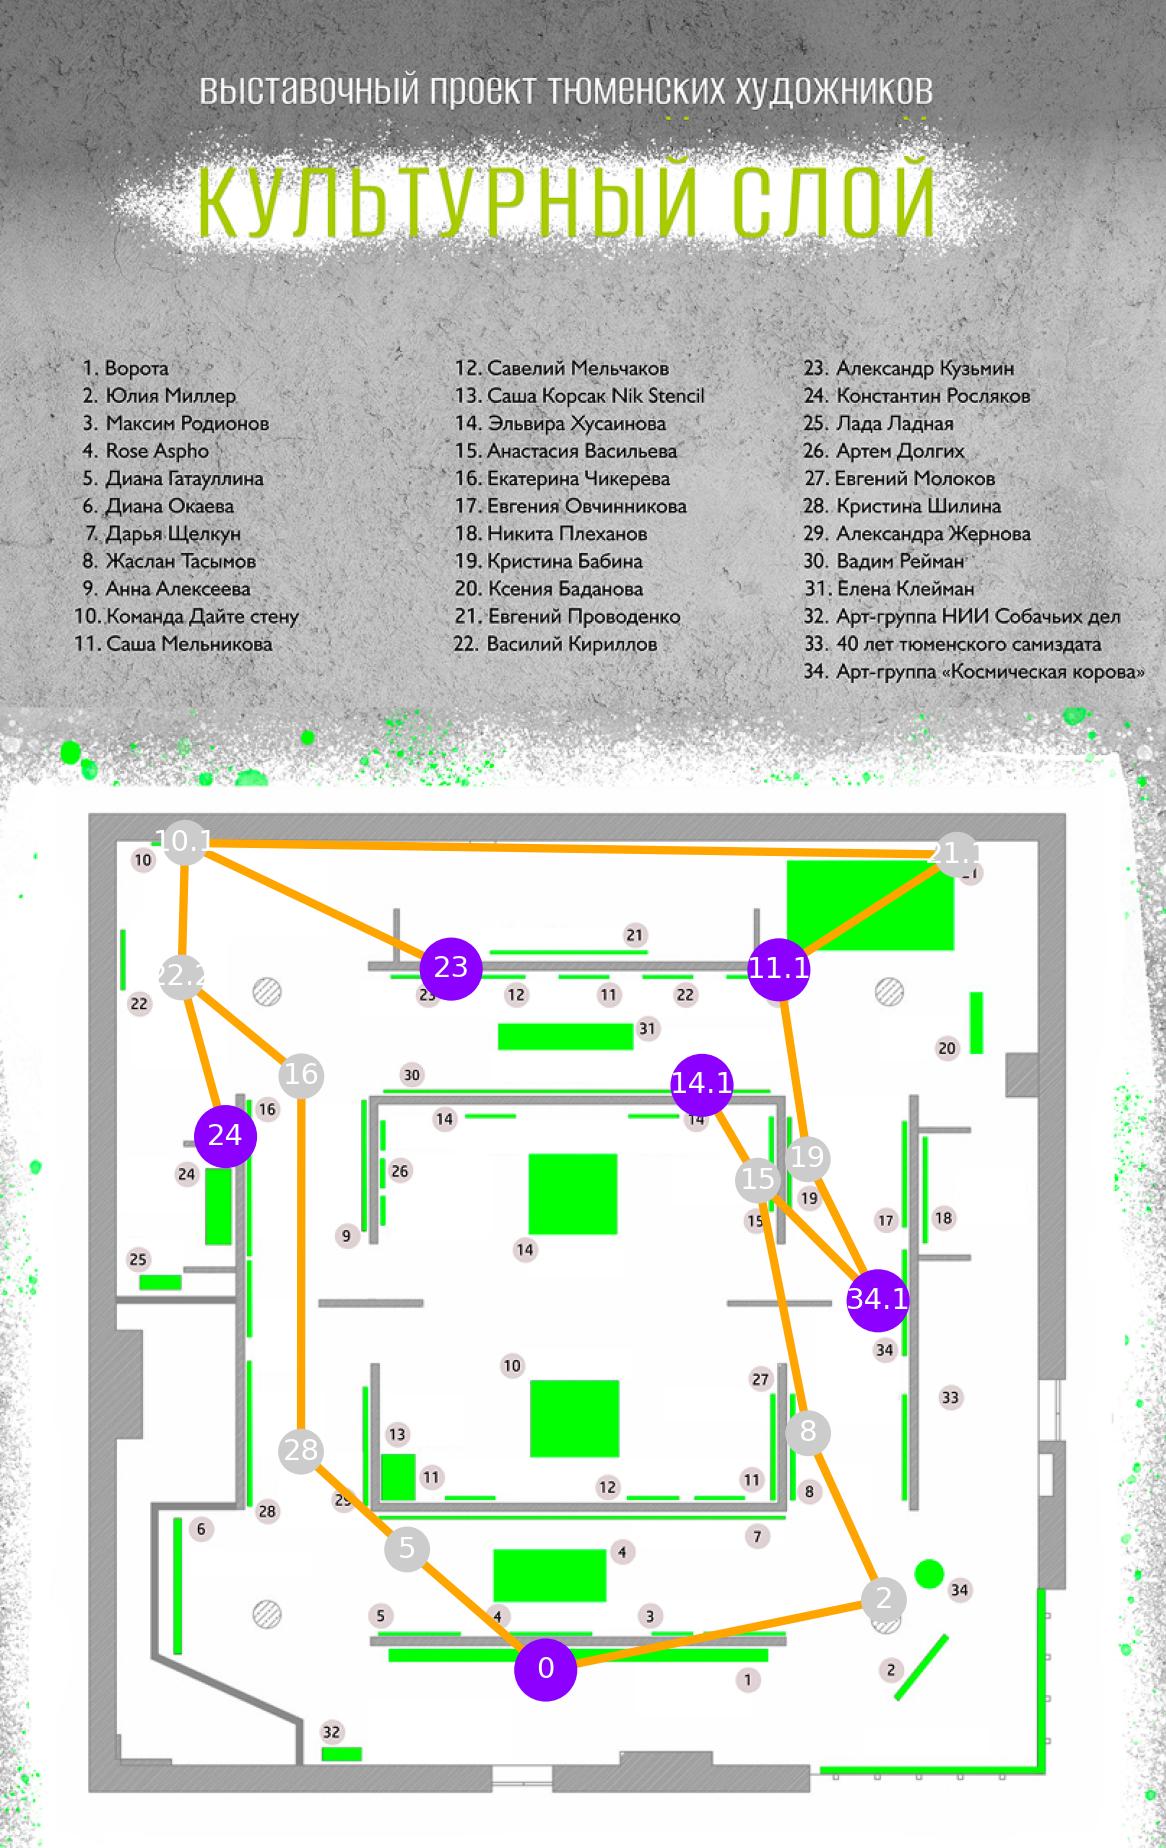 выставочный проект тюменских художников
КУЛЬТУРНЫЙ СЛОЙ
1. Ворота
2. Юлия Миллер
3. Максим Родионов
4. Rose Aspho
5. Диана Гатауллина
6. Диана Окаева
7. Дарья Щелкун
8. Жаслан Тасымов
9. Анна Алексеева
10. Команда Дайте стену
11. Саша Мельникова
12. Савелий Мельчаков
13. Саша Корсак Nik Stencil
14. Эльвира Хусаинова
15. Анастасия Васильева
16. Екатерина Чикерева
17. Евгения Овчинникова
18. Никита Плеханов
19. Кристина Бабина
20. Ксения Баданова
21. Евгений Проводенко
22. Василий Кириллов
23. Александр Кузьмин
24. Константин Росляков
25. Лада Ладная
26. Артем Долгих
27. Евгений Молоков
28. Кристина Шилина
29. Александра Жернова
30. Вадим Рейман
31. Елена Клейман
32. Арт-группа НИИ Собачьих дел
33. 40 лет тюменского самиздата
34. Арт-группа «Космическая корова»
10.1
21.1
10
21
21
23
11.1
22.2
23
12
11
22
22
31
20
16
30
14.1
16
14
14
24
19
15
24
26
19
15
17
18
9
14
25
34.1
34
10
27
33
13
8
28
11
12
11
29
8
28
6
7
5
4
34
2
5
4
3
0
2
1
32